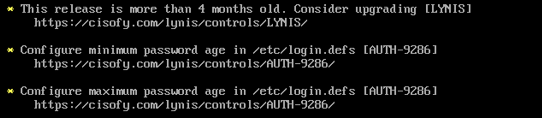 * This release is more than 4 months old. Consider upgrading [LYNIS]
https://cisofy.com/lynis/controls/LYNIS/
* Configure minimum password age in /etc/login.defs [AUTH-9286]
https://cisofy.com/lynis/controls/AUTH-9286/
* Configure maximum password age in /etc/login.defs [AUTH-9286]
https://cisofy.com/lynis/controls/AUTH-9286/